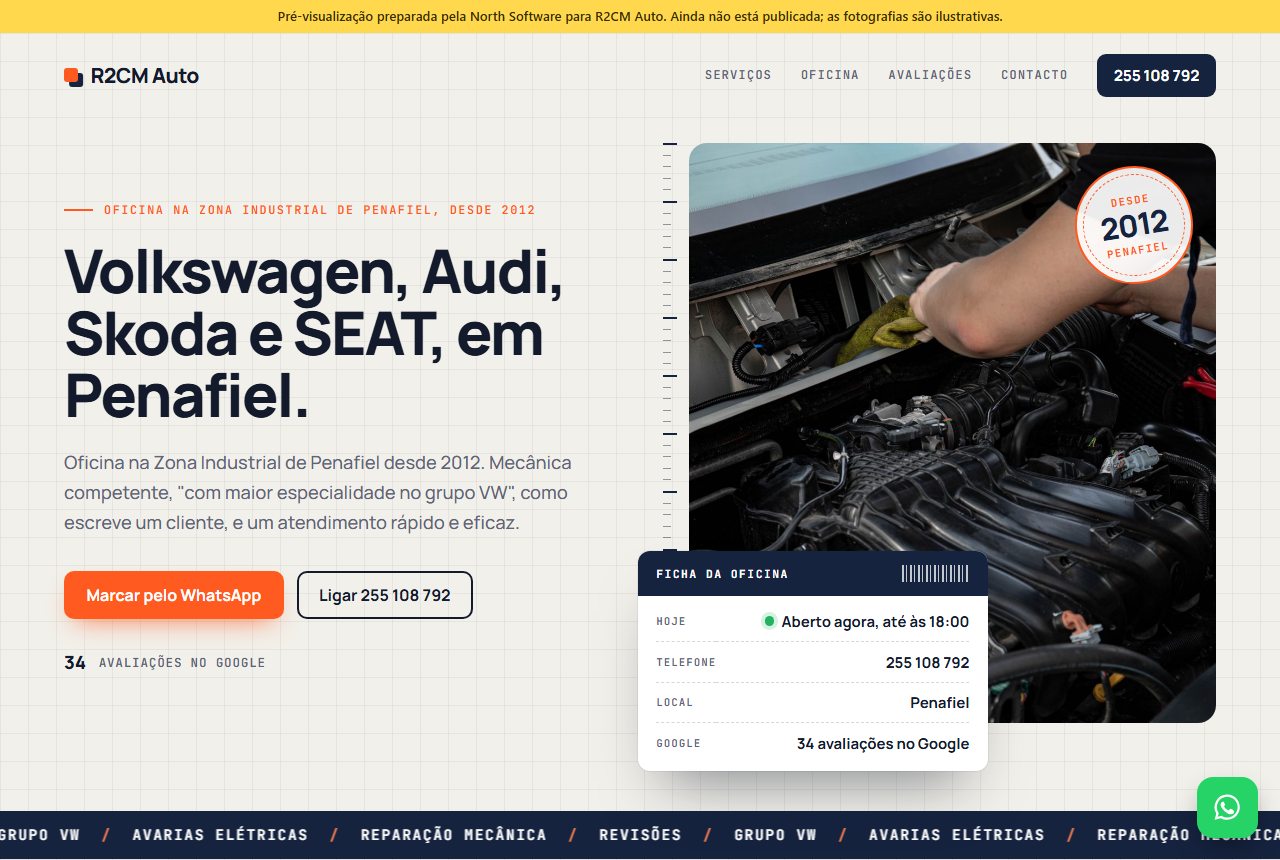 Pré-visualização preparada pela North Software para R2CM Auto. Ainda não está publicada; as fotografias são ilustrativas.
R2CM Auto
SERVIÇOS
OFICINA
AVALIAÇÕES
CONTACTO
255 108 792
OFICINA NA ZONA INDUSTRIAL DE PENAFIEL, DESDE 2012
Volkswagen, Audi,
Skoda e SEAT, em
Penafiel.
Oficina na Zona Industrial de Penafiel desde 2012. Mecânica
competente, "com maior especialidade no grupo VW", como
escreve um cliente, e um atendimento rápido e eficaz.
Marcar pelo WhatsApp
Ligar 255 108 792
34 AVALIAÇÕES NO GOOGLE
DESDE
2012
PENAFIEL
FICHA DA OFICINA
HOJE Aberto agora, até às 18:00
TELEFONE 255 108 792
LOCAL Penafiel
GOOGLE 34 avaliações no Google
GRUPO VW / AVARIAS ELÉTRICAS / REPARAÇÃO MECÂNICA / REVISÕES / GRUPO VW / AVARIAS ELÉTRICAS / REPARAÇÃO